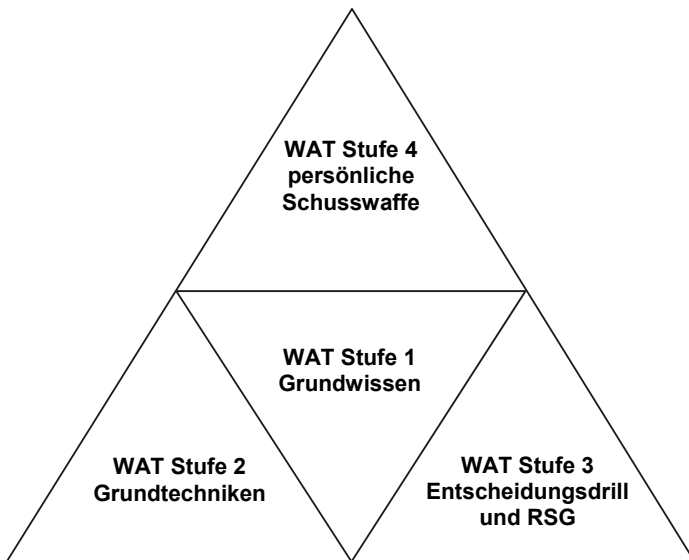 WAT Stufe 4
persönliche
Schusswaffe
WAT Stufe 1
Grundwissen
WAT Stufe 2
Grundtechniken
WAT Stufe 3
Entscheidungsdrill
und RSG